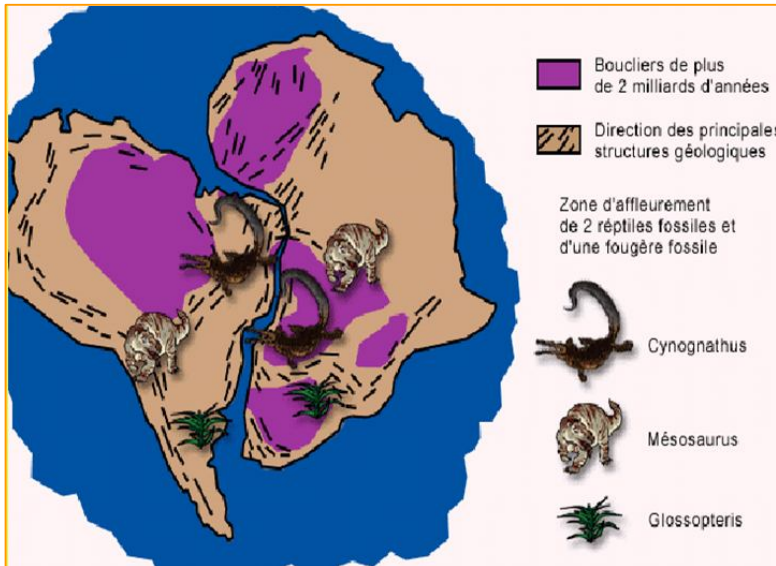 Boucliers de plus
de 2 milliards d'années
Direction des principales
structures géologiques
Zone d'affleurement
de 2 réptiles fossiles et
d'une fougère fossile
Cynognathus
Mésosaurus
Glossopteris